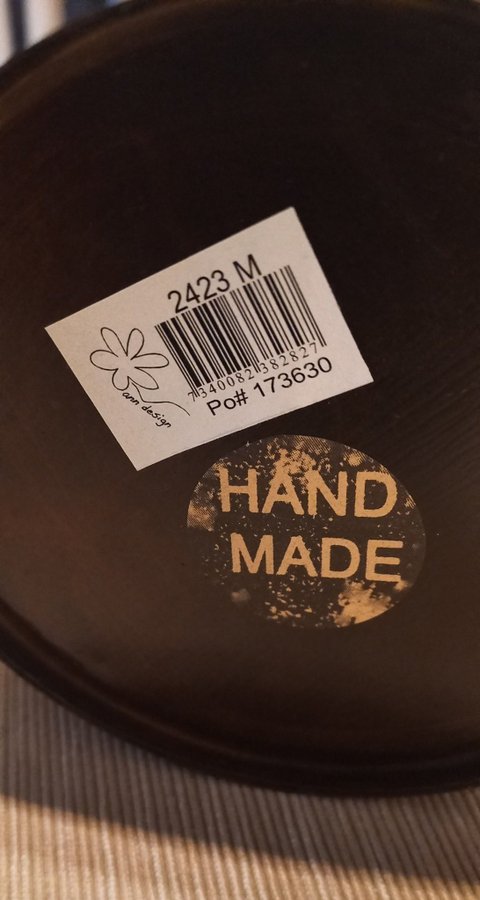 2423 M
7340082382827
Po# 173630
ann design
HAND
MADE